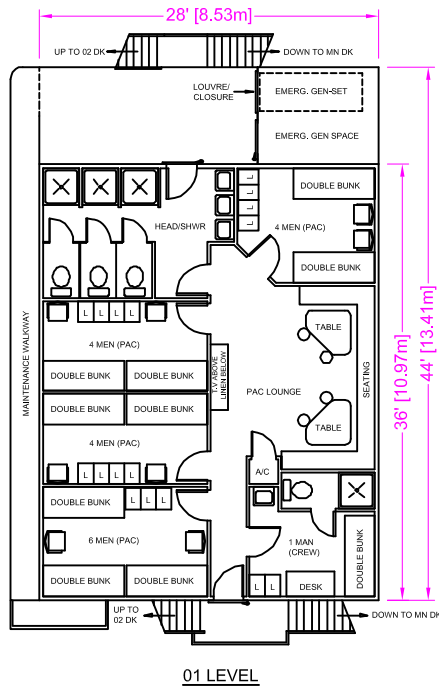 28' [8.53m]
UP TO 02 DK
DOWN TO MN DK
LOUVRE/
CLOSURE
EMERG. GEN-SET
EMERG. GEN SPACE
DOUBLE BUNK
L
L
L
L
HEAD/SHWR
4 MEN (PAC)
DOUBLE BUNK
MAINTENANCE WALKWAY
L L L L
4 MEN (PAC)
DOUBLE BUNK DOUBLE BUNK
DOUBLE BUNK DOUBLE BUNK
4 MEN (PAC)
L L L L
T.V ABOVE
LINEN BELOW
PAC LOUNGE
TABLE
TABLE
SEATING
36' [10.97m]
44' [13.41m]
A/C
DOUBLE BUNK
L L L
6 MEN (PAC)
DOUBLE BUNK DOUBLE BUNK
1 MAN
(CREW)
DOUBLE BUNK
L L
DESK
UP TO
02 DK
DOWN TO MN DK
01 LEVEL